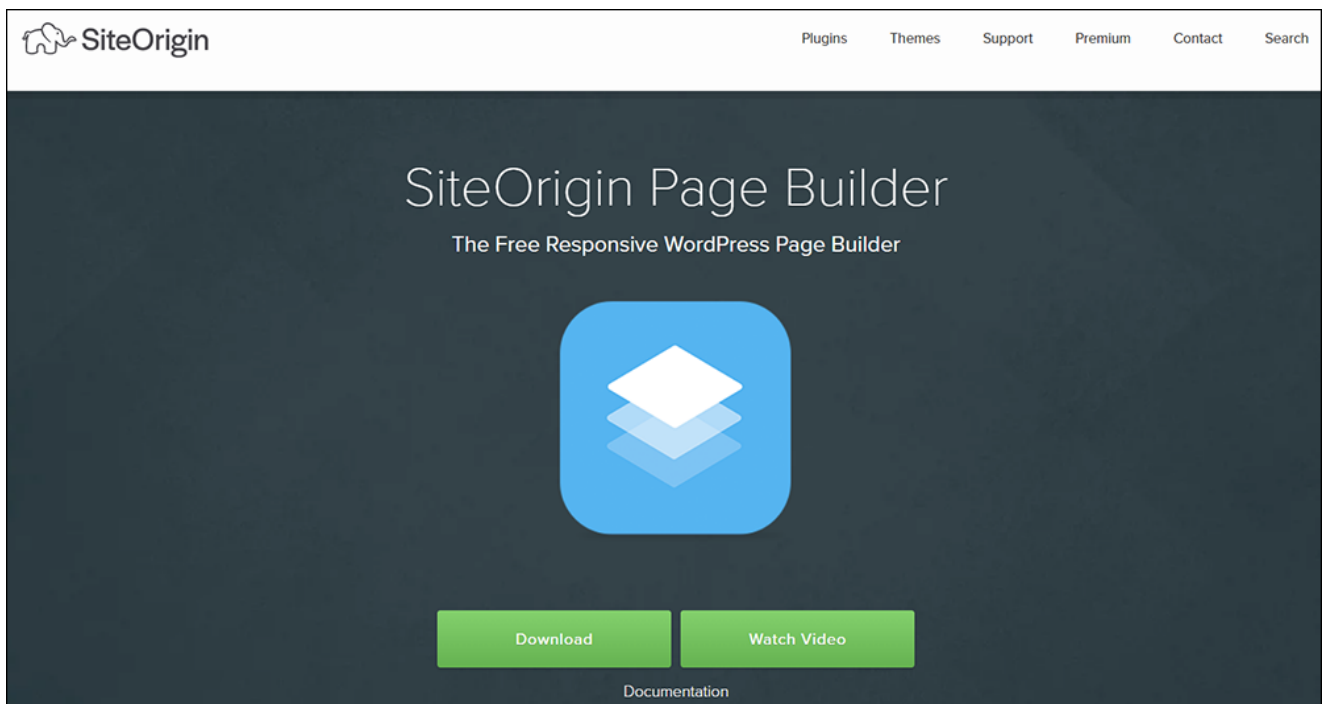 SiteOrigin
Plugins Themes Support Premium Contact Search
SiteOrigin Page Builder
The Free Responsive WordPress Page Builder
Download Watch Video
Documentation